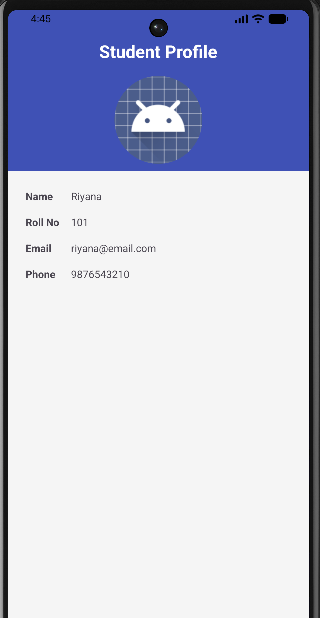 4:45
Student Profile
Name Riyana
Roll No 101
Email riyana@email.com
Phone 9876543210